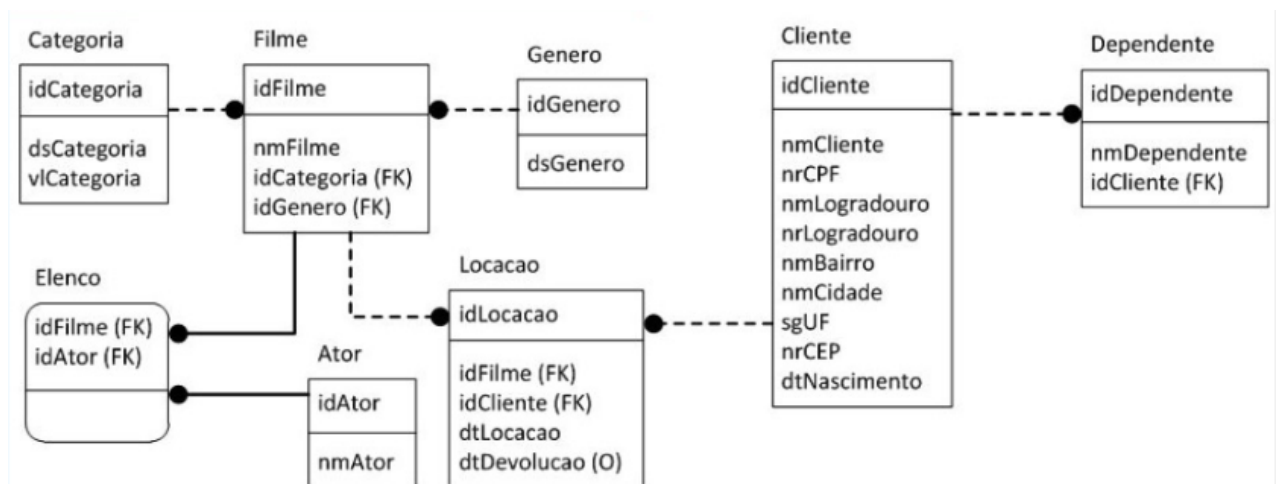 Categoria
idCategoria
dsCategoria
vlCategoria
Filme
idFilme
nmFilme
idCategoria (FK)
idGenero (FK)
Genero
idGenero
dsGenero
Cliente
idCliente
nmCliente
nrCPF
nmLogradouro
nrLogradouro
nmBairro
nmCidade
sgUF
nrCEP
dtNascimento
Dependente
idDependente
nmDependente
idCliente (FK)
Elenco
idFilme (FK)
idAtor (FK)
Ator
idAtor
nmAtor
Locacao
idLocacao
idFilme (FK)
idCliente (FK)
dtLocacao
dtDevolucao (O)